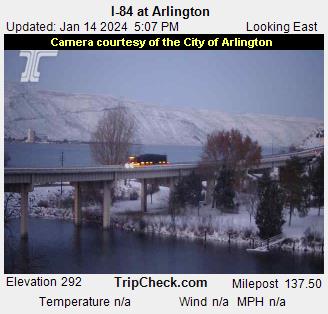 I-84 at Arlington
Updated: Jan 14 2024 5:07 PM Looking East
Camera courtesy of the City of Arlington
Elevation 292 TripCheck.com Milepost 137.50
Temperature n/a Wind n/a MPH n/a